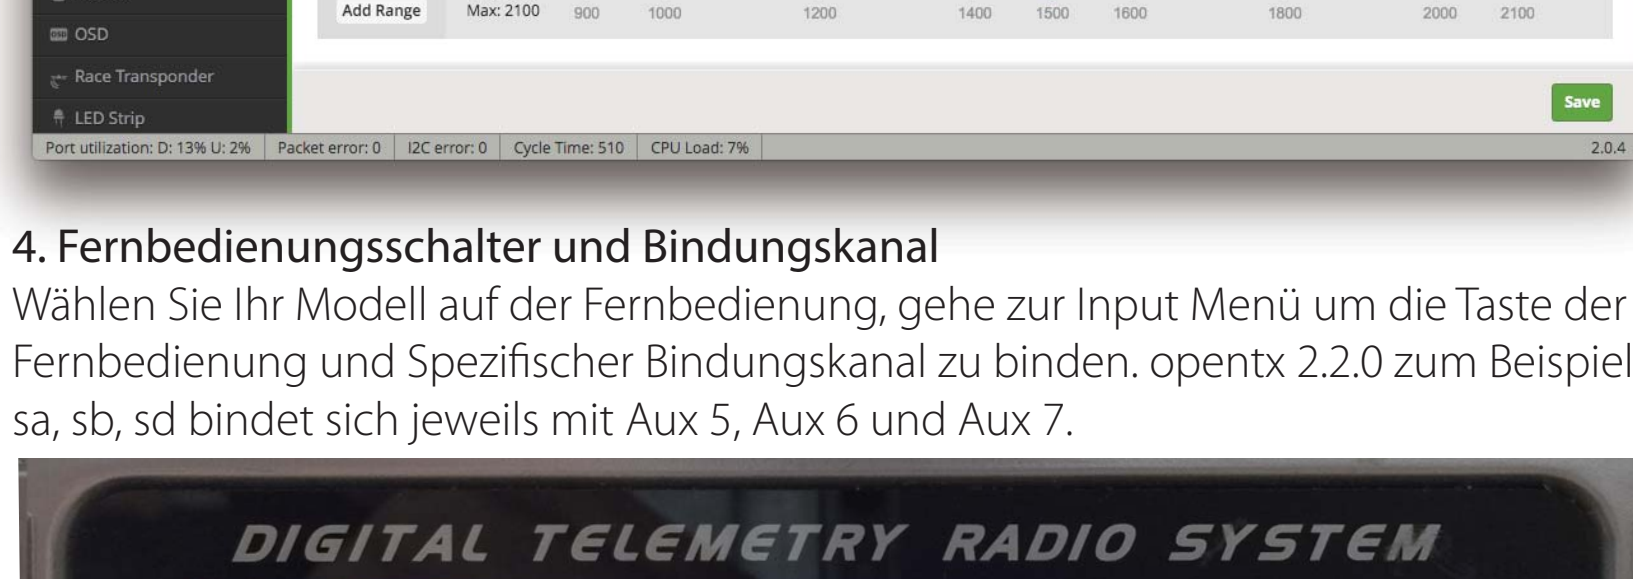 Add Range Max: 2100 900 1000 1200 1400 1500 1600 1800 2000 2100
OSD
Race Transponder
LED Strip
Save
Port utilization: D: 13% U: 2% Packet error: 0 I2C error: 0 Cycle Time: 510 CPU Load: 7% 2.0.4
4. Fernbedienungsschalter und Bindungskanal
Wählen Sie Ihr Modell auf der Fernbedienung, gehe zur Input Menü um die Taste der
Fernbedienung und Spezifischer Bindungskanal zu binden. opentx 2.2.0 zum Beispiel
sa, sb, sd bindet sich jeweils mit Aux 5, Aux 6 und Aux 7.
DIGITAL TELEMETRY RADIO SYSTEM